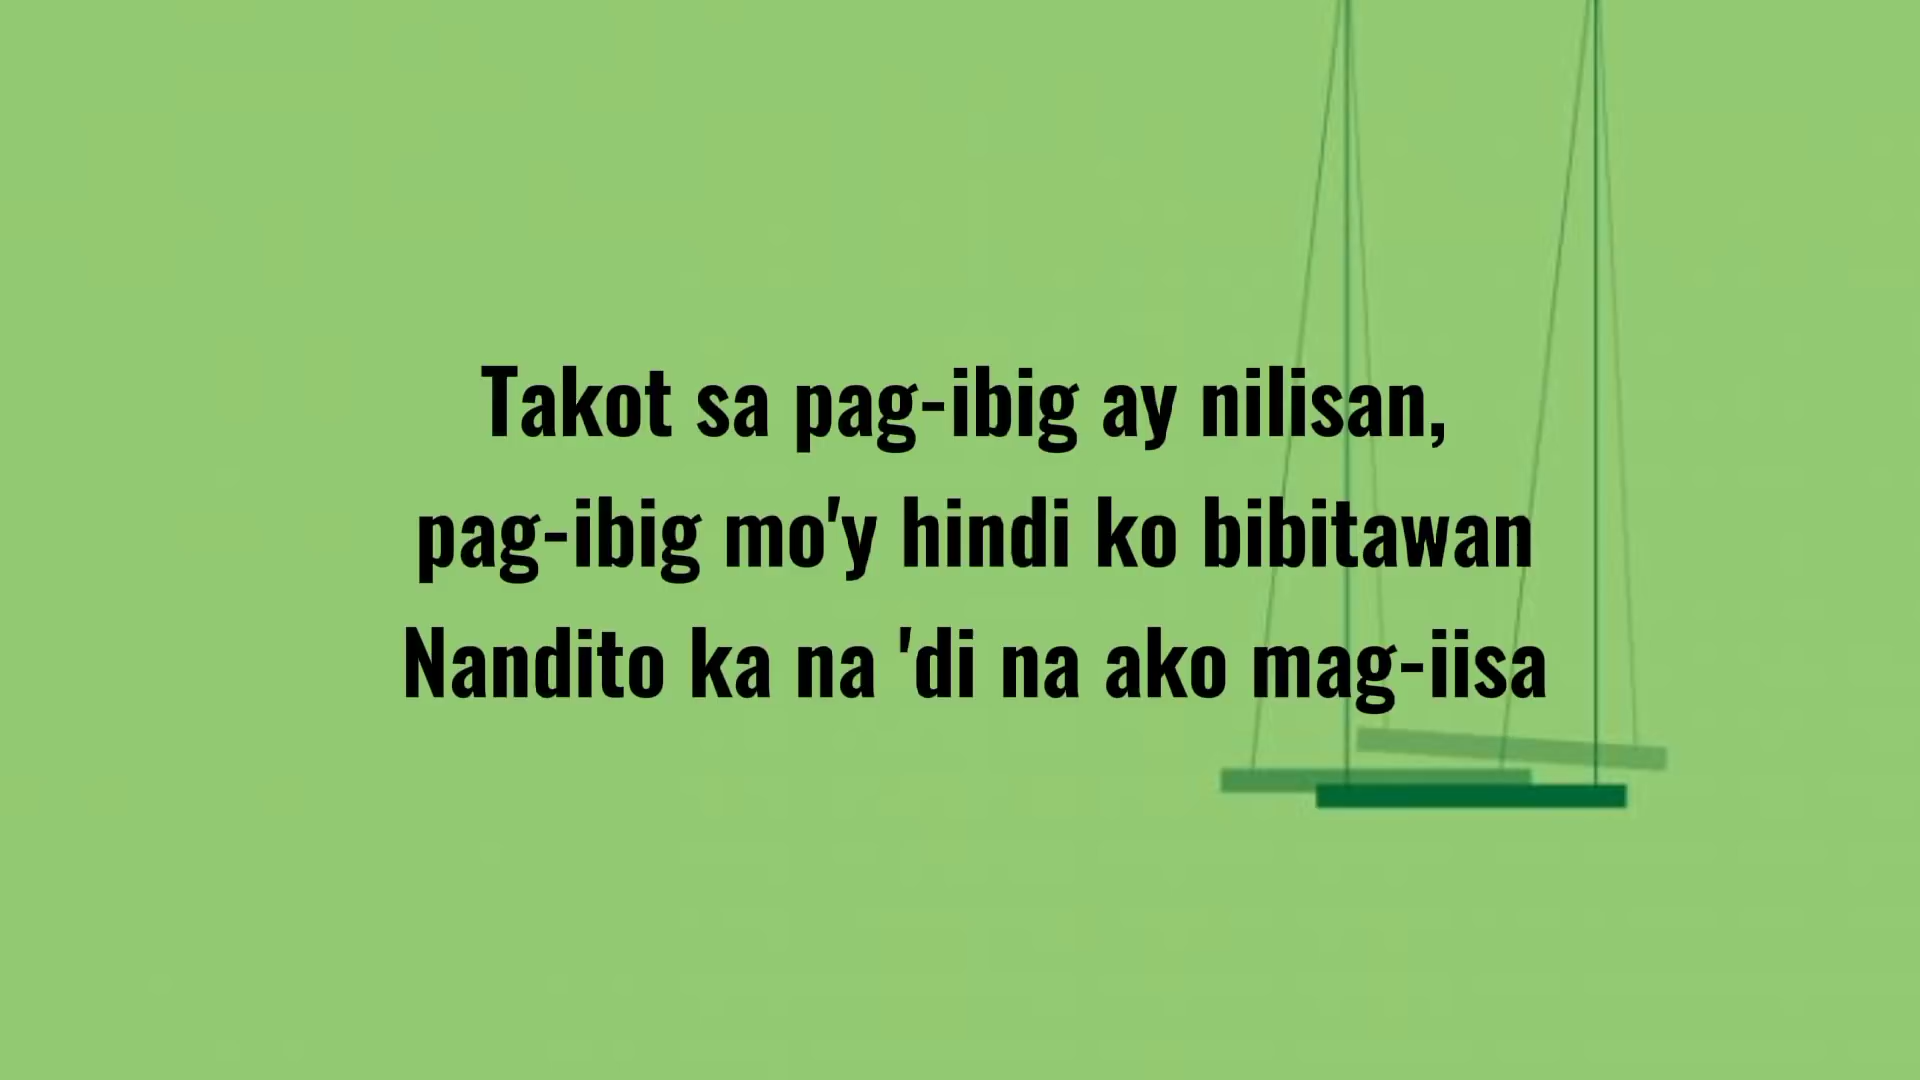 Takot sa pag-ibig ay nilisan,
pag-ibig mo'y hindi ko bibitawan
Nandito ka na 'di na ako mag-iisa